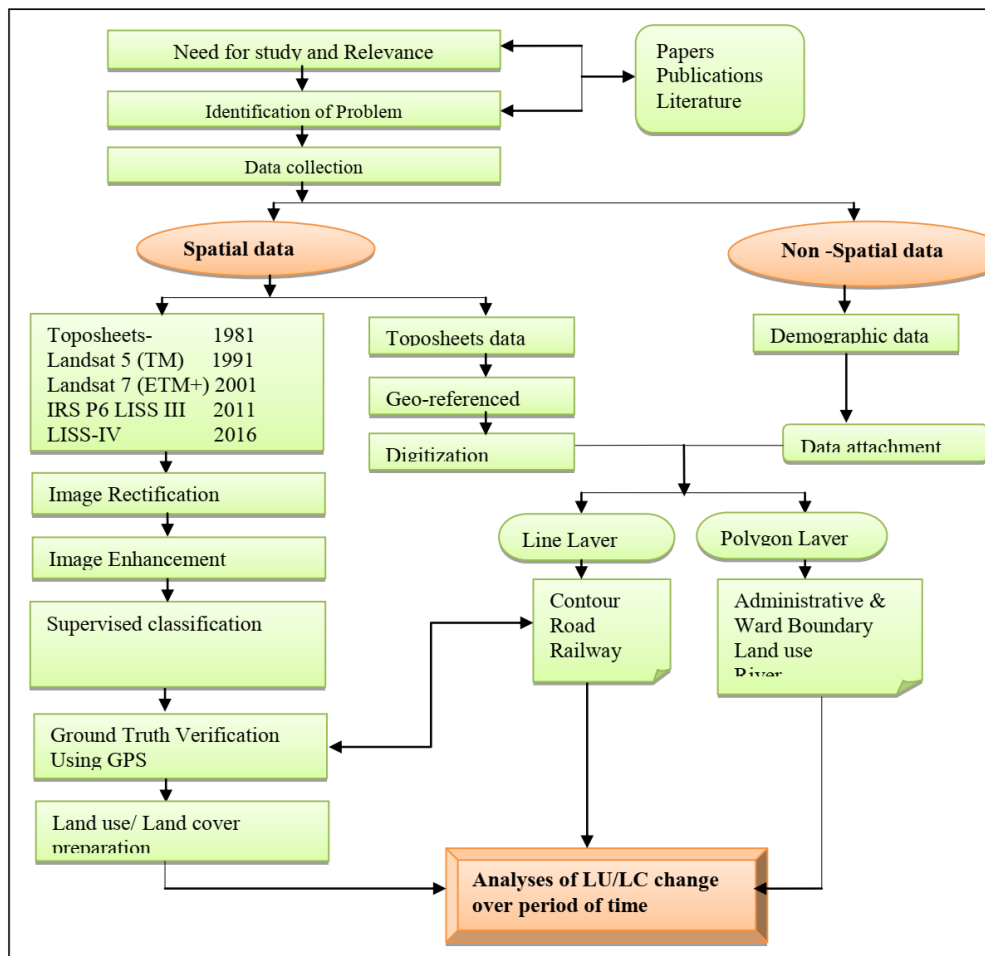 Need for study and Relevance
Papers
Publications
Literature
Identification of Problem
Data collection
Spatial data
Non -Spatial data
Toposheets- 1981
Landsat 5 (TM) 1991
Landsat 7 (ETM+) 2001
IRS P6 LISS III 2011
LISS-IV 2016
Toposheets data
Demographic data
Geo-referenced
Digitization
Data attachment
Image Rectification
Image Enhancement
Supervised classification
Line Layer
Polygon Layer
Contour
Road
Railway
Administrative &
Ward Boundary
Land use
River
Ground Truth Verification
Using GPS
Land use/ Land cover
preparation
Analyses of LU/LC change
over period of time